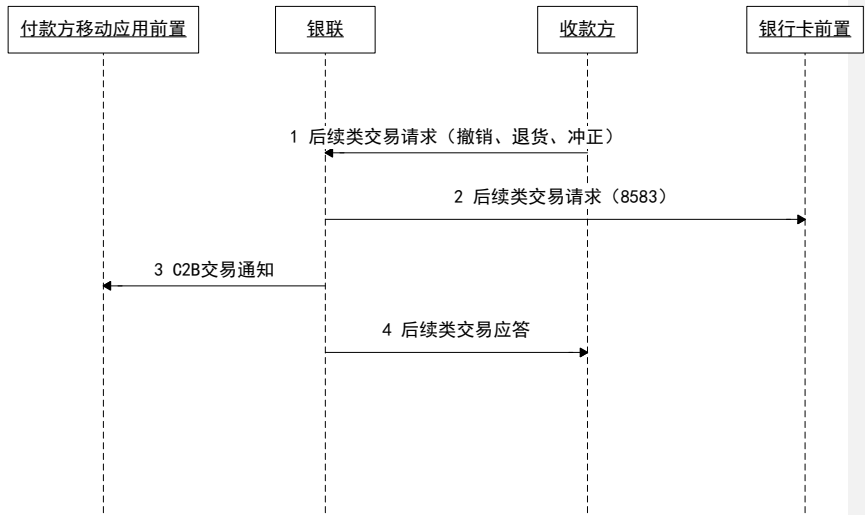 付款方移动应用前置
银联
收款方
银行卡前置
1 后续类交易请求（撤销、退货、冲正）
2 后续类交易请求（8583）
3 C2B交易通知
4 后续类交易应答